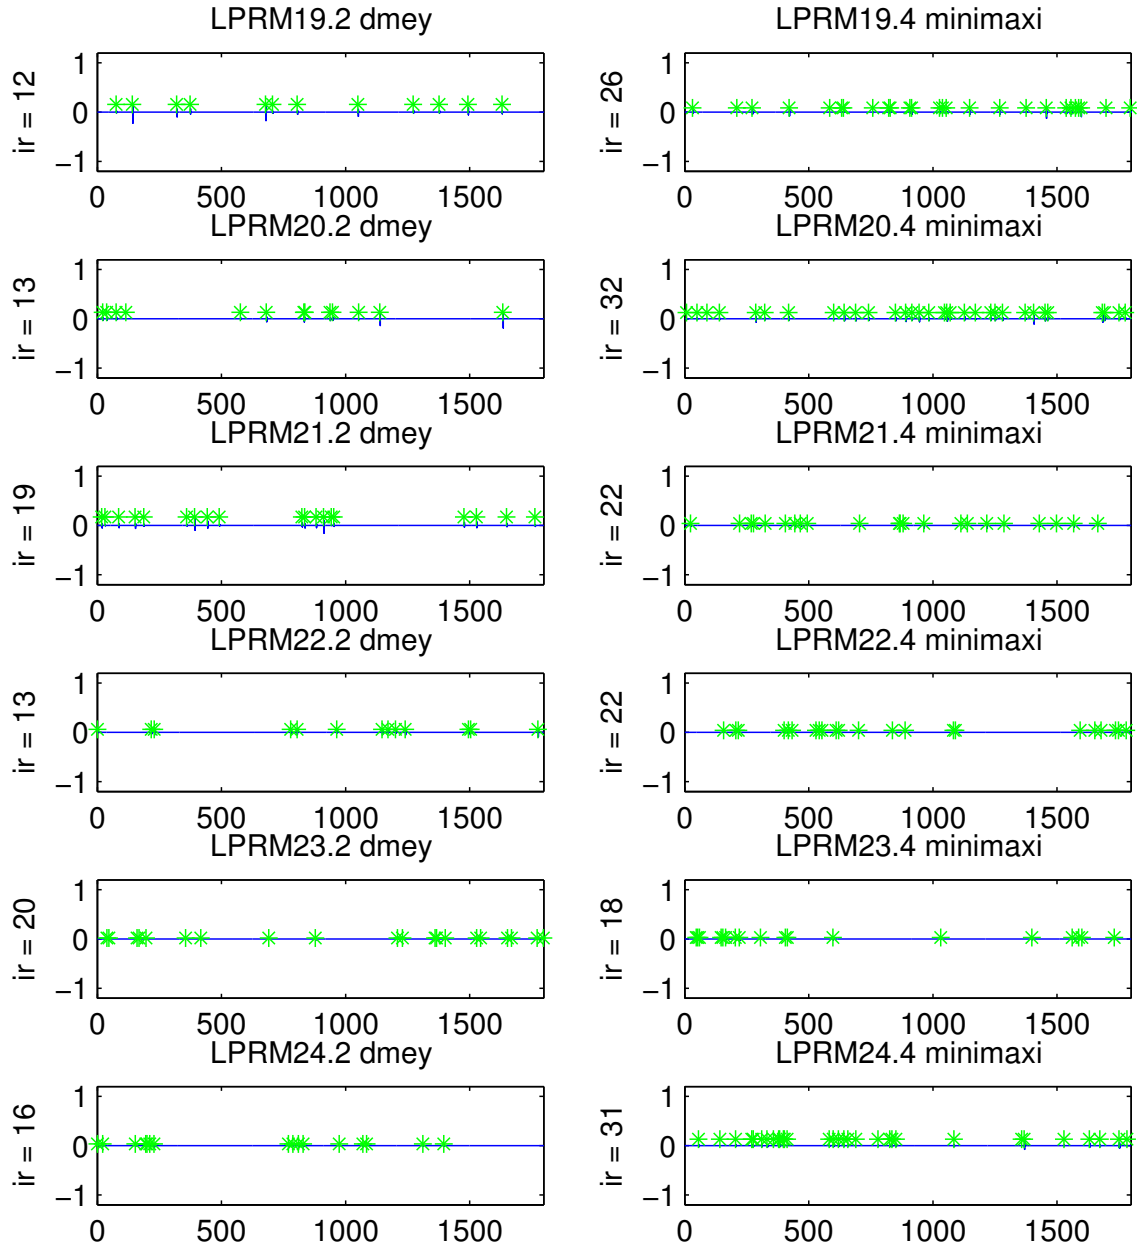 LPRM19.2 dmey
ir = 12
1
0
−1
0 500 1000 1500
LPRM19.4 minimaxi
ir = 26
1
0
−1
0 500 1000 1500
LPRM20.2 dmey
ir = 13
1
0
−1
0 500 1000 1500
LPRM20.4 minimaxi
ir = 32
1
0
−1
0 500 1000 1500
LPRM21.2 dmey
ir = 19
1
0
−1
0 500 1000 1500
LPRM21.4 minimaxi
ir = 22
1
0
−1
0 500 1000 1500
LPRM22.2 dmey
ir = 13
1
0
−1
0 500 1000 1500
LPRM22.4 minimaxi
ir = 22
1
0
−1
0 500 1000 1500
LPRM23.2 dmey
ir = 20
1
0
−1
0 500 1000 1500
LPRM23.4 minimaxi
ir = 18
1
0
−1
0 500 1000 1500
LPRM24.2 dmey
ir = 16
1
0
−1
0 500 1000 1500
LPRM24.4 minimaxi
ir = 31
1
0
−1
0 500 1000 1500